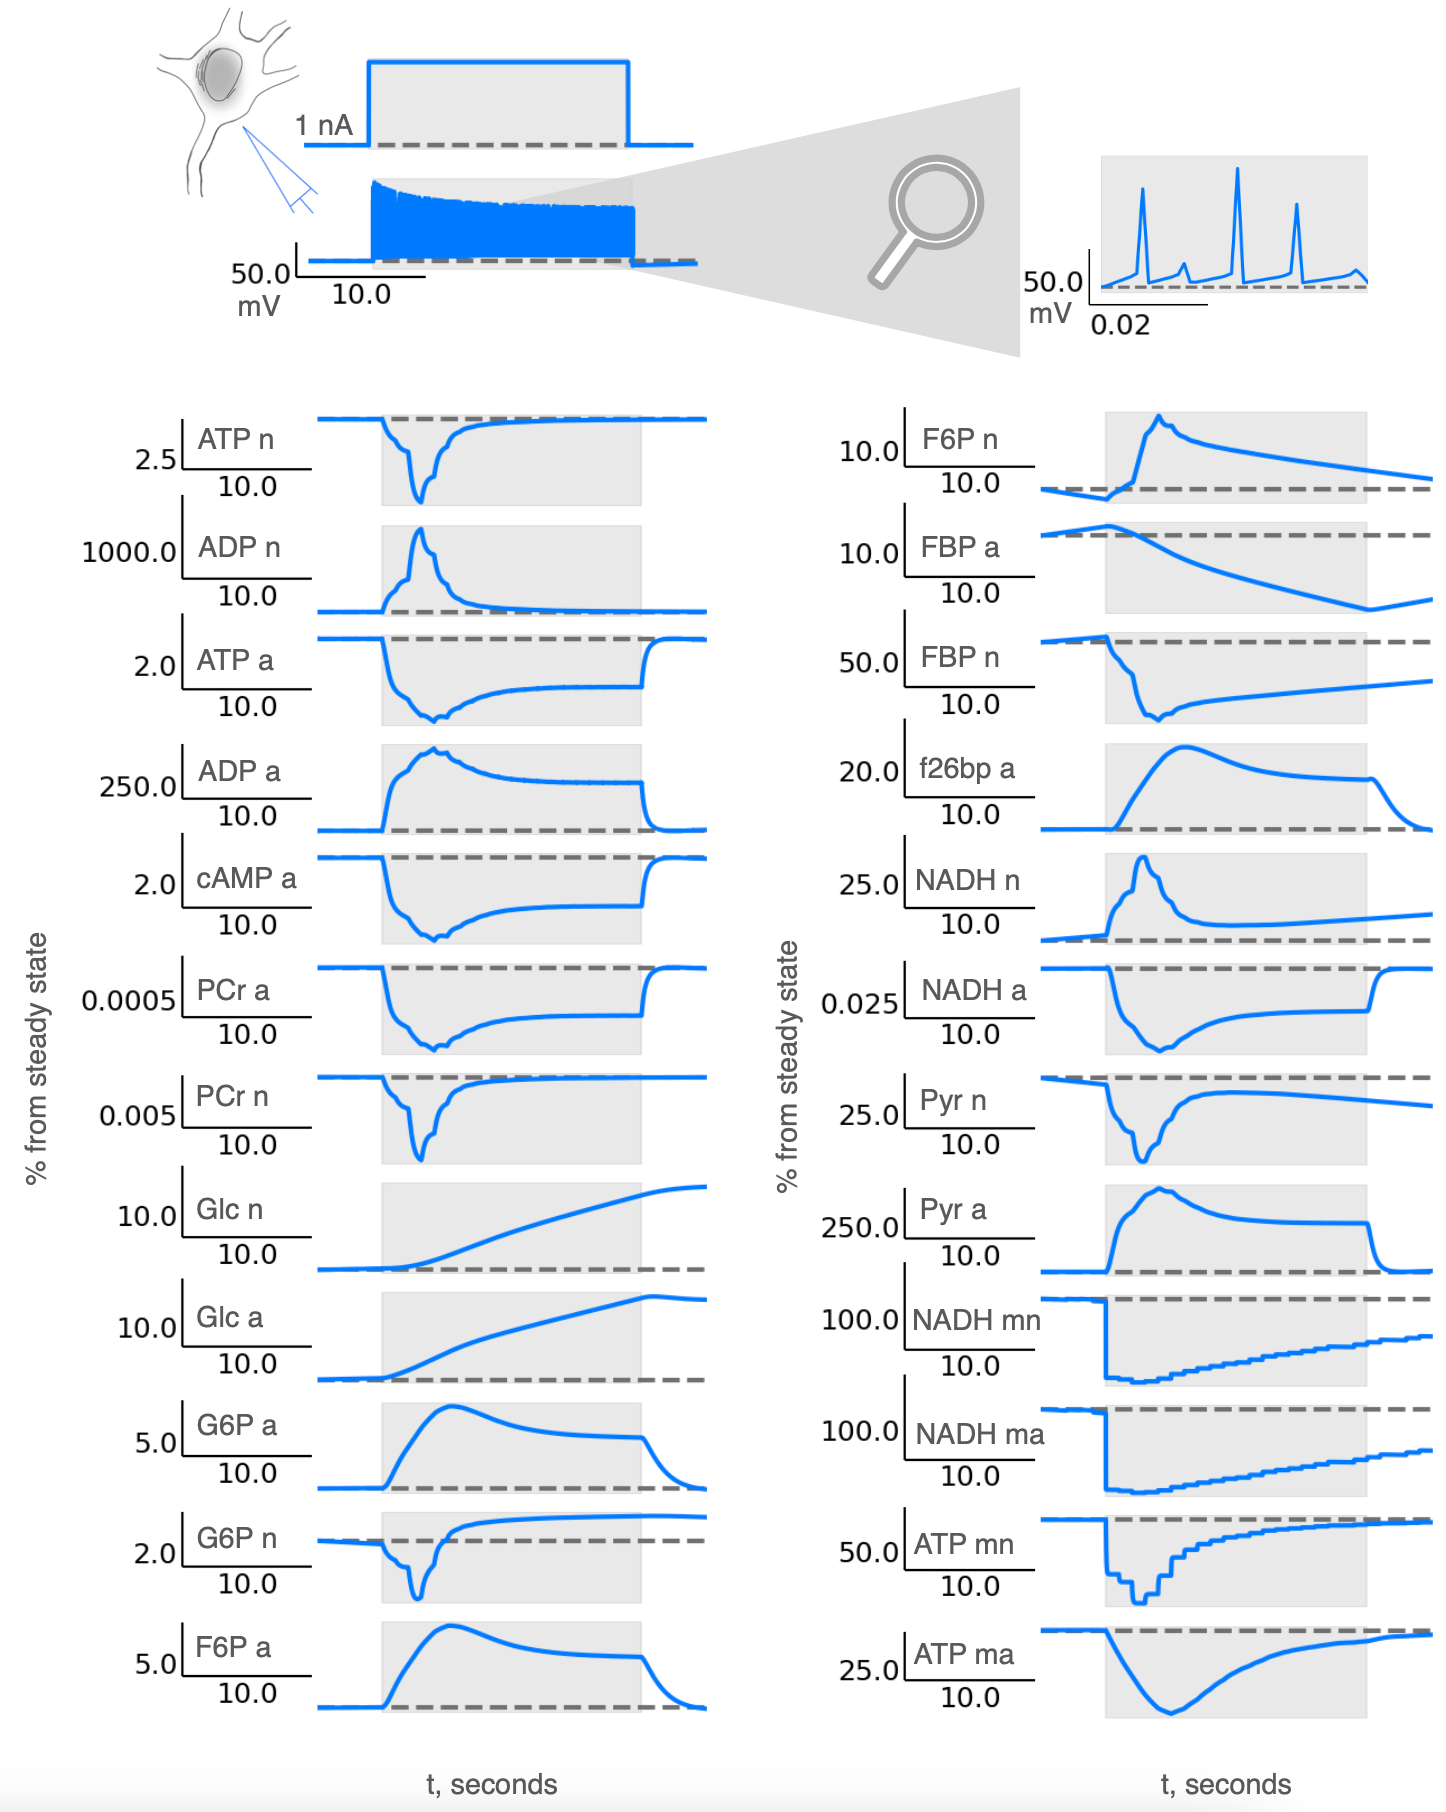 1 nA
50.0
mV
10.0
50.0
mV
0.02
% from steady state
ATP n
2.5
10.0
ADP n
1000.0
10.0
ATP a
2.0
10.0
ADP a
250.0
10.0
cAMP a
2.0
10.0
PCr a
0.0005
10.0
PCr n
0.005
10.0
Glc n
10.0
10.0
Glc a
10.0
10.0
G6P a
5.0
10.0
G6P n
2.0
10.0
F6P a
5.0
10.0
t, seconds
% from steady state
F6P n
10.0
10.0
FBP a
10.0
10.0
FBP n
50.0
10.0
f26bp a
20.0
10.0
NADH n
25.0
10.0
NADH a
0.025
10.0
Pyr n
25.0
10.0
Pyr a
250.0
10.0
NADH mn
100.0
10.0
NADH ma
100.0
10.0
ATP mn
50.0
10.0
ATP ma
25.0
10.0
t, seconds